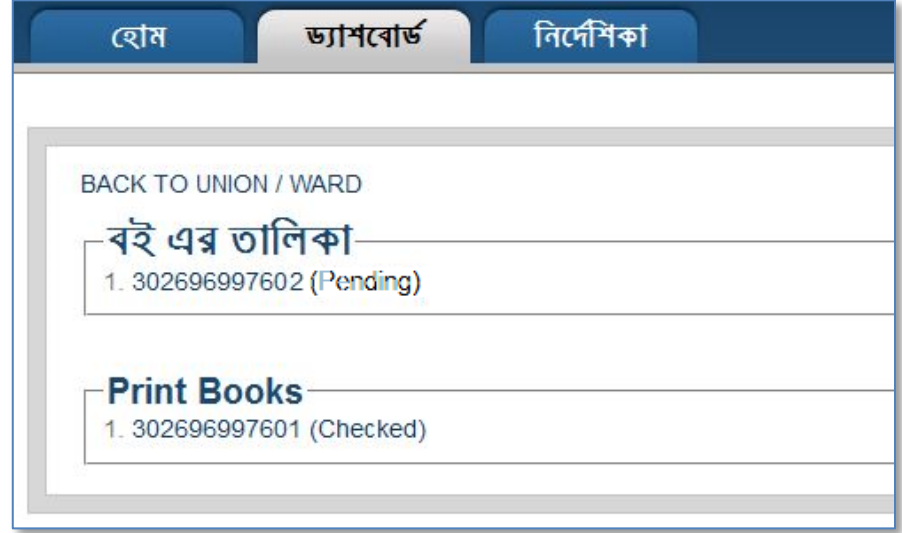 হোম ড্যাশবোর্ড নির্দেশিকা
BACK TO UNION / WARD
বই এর তালিকা
1. 302696997602 (Pending)
Print Books
1. 302696997601 (Checked)